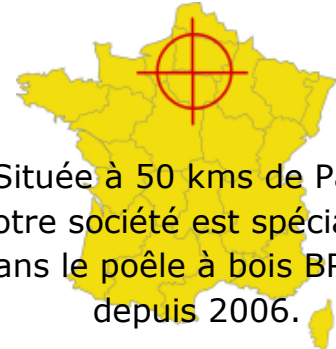 Située à 50 kms de
société est
le poêle à bois
depuis 2006.